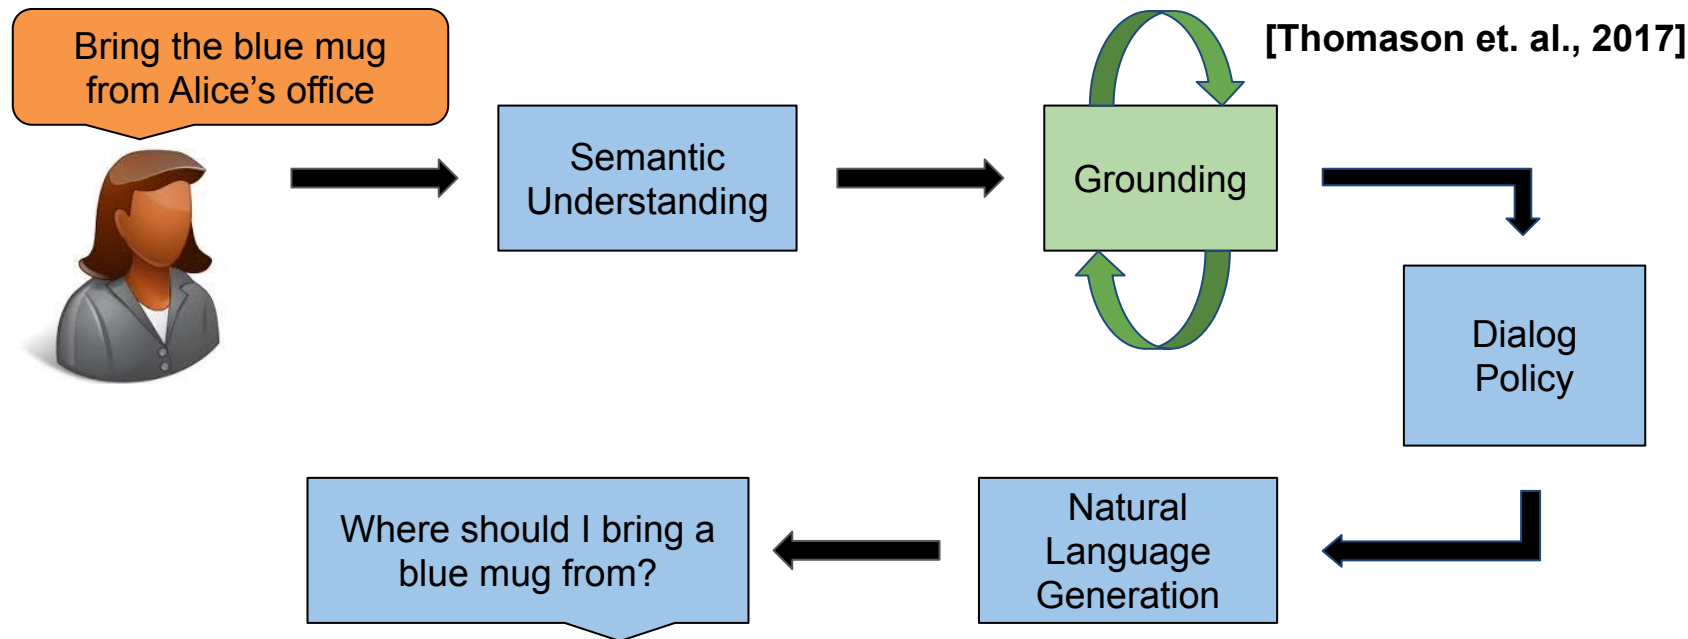 Bring the blue mug
from Alice’s office
[Thomason et. al., 2017]
Semantic
Understanding
Grounding
Dialog
Policy
Natural
Language
Generation
Where should I bring a
blue mug from?